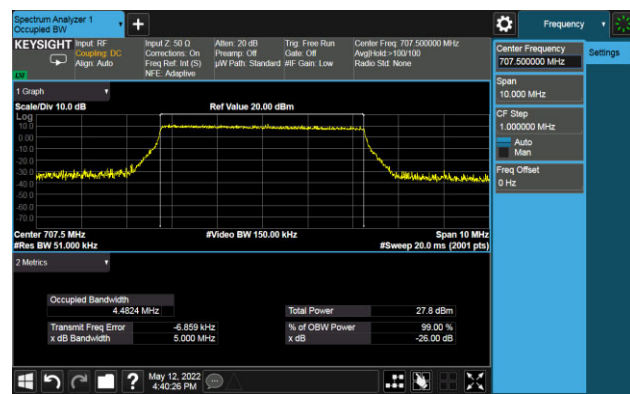 Spectrum Analyzer 1
Occupied BW
Frequency
KEYSIGHT
Input: RF
Coupling: DC
Align: Auto
Input Z: 50 Ω
Corrections: On
Freq Ref: Int (S)
NFE: Adaptive
Atten: 20 dB
Preamp: Off
µW Path: Standard
Trig: Free Run
Gate: Off
#IF Gain: Low
Center Freq: 707.500000 MHz
Avg|Hold:>100/100
Radio Std: None
LV
Center Frequency
707.500000 MHz
Settings
Span
10.000 MHz
CF Step
1.000000 MHz
Auto
Man
Freq Offset
0 Hz
1 Graph
Scale/Div 10.0 dB
Ref Value 20.00 dBm
Log
10.0
0.00
-10.0
-20.0
-30.0
-40.0
-50.0
-60.0
-70.0
Center 707.5 MHz
#Video BW 150.00 kHz
Span 10 MHz
#Res BW 51.000 kHz
#Sweep 20.0 ms (2001 pts)
2 Metrics
Occupied Bandwidth
4.4824 MHz
Total Power
27.8 dBm
Transmit Freq Error
-6.859 kHz
% of OBW Power
99.00 %
x dB Bandwidth
5.000 MHz
x dB
-26.00 dB
?
May 12, 2022
4:40:26 PM